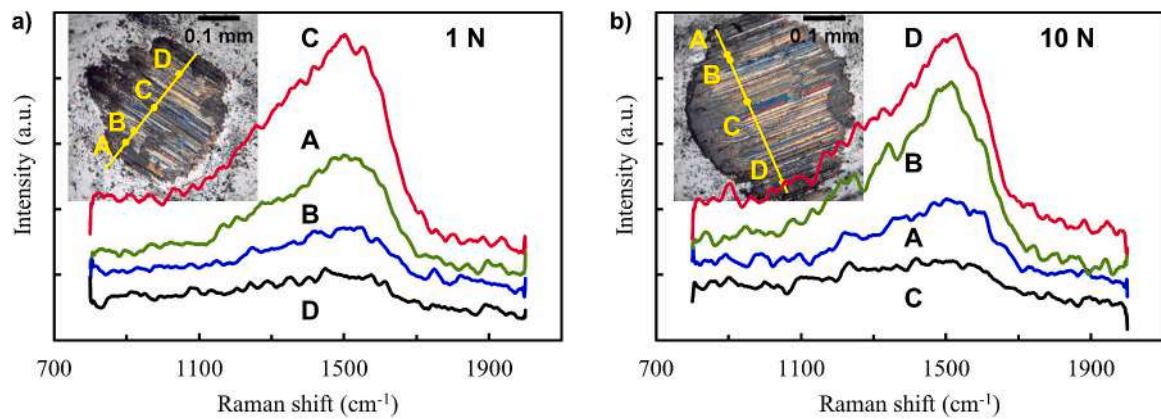 a)
0.1 mm
1 N
A
B
C
D
C
A
B
D
Intensity (a.u.)
700
1100
1500
1900
Raman shift (cm⁻¹)
b)
0.1 mm
10 N
A
B
C
D
D
B
A
C
Intensity (a.u.)
700
1100
1500
1900
Raman shift (cm⁻¹)